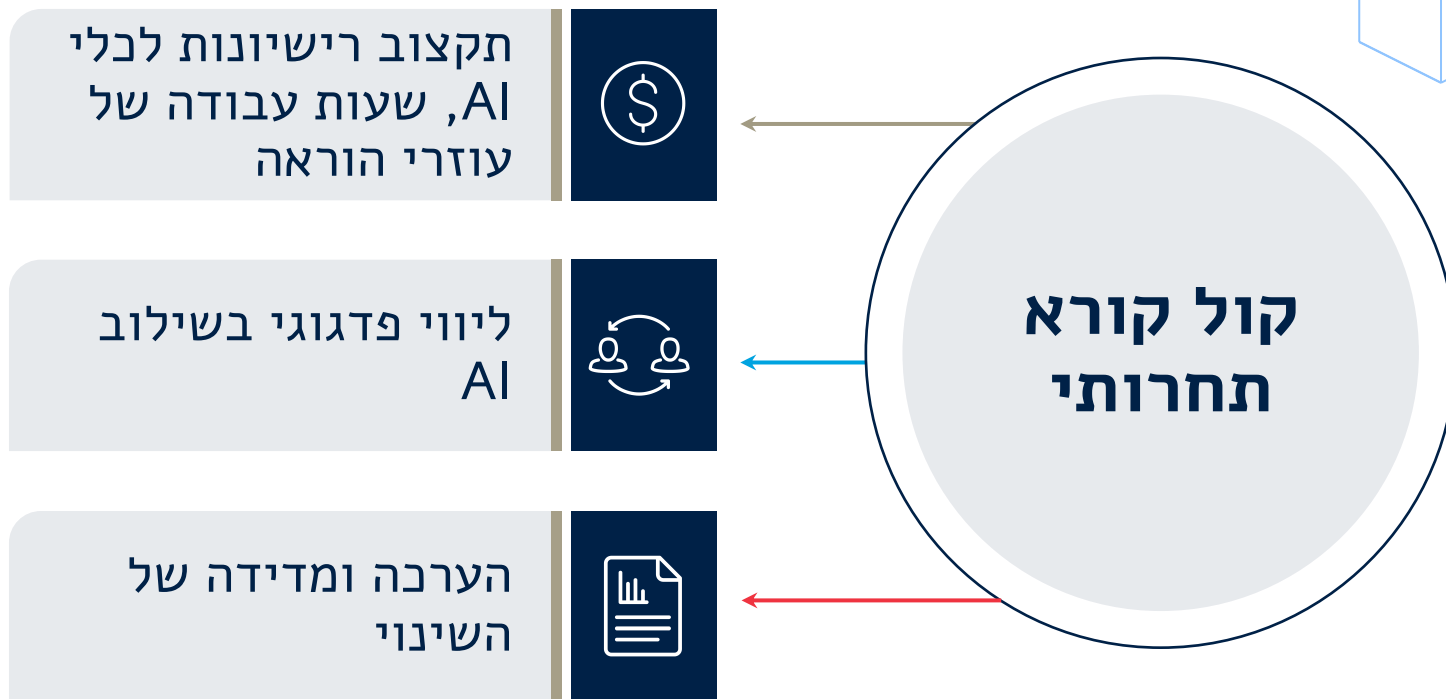 קול קורא
תחרותי
תקצוב רישיונות לכלי
AI, שעות עבודה של
עוזרי הוראה
ליווי פדגוגי בשילוב
AI
הערכה ומדידה של
השינוי